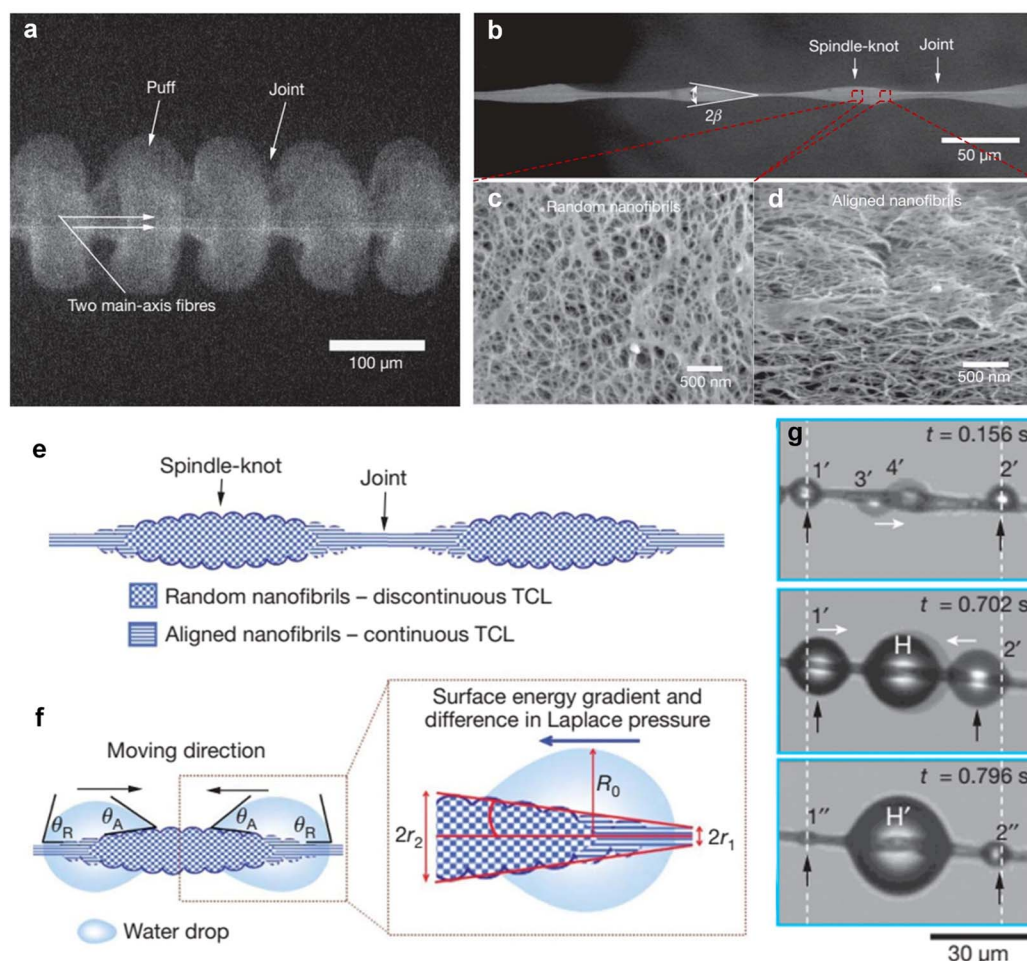 a
Puff
Joint
Two main-axis fibres
100 µm
b
Spindle-knot
Joint
2β
50 µm
c
Random nanofibrils
500 nm
d
Aligned nanofibrils
500 nm
e
Spindle-knot
Joint
Random nanofibrils – discontinuous TCL
Aligned nanofibrils – continuous TCL
f
Moving direction
θR
θA
θA
θR
Water drop
Surface energy gradient and
difference in Laplace pressure
R0
2r2
2r1
g
t = 0.156 s
1′
3′
4′
2′
t = 0.702 s
1′
H
2′
t = 0.796 s
1″
H′
2″
30 µm